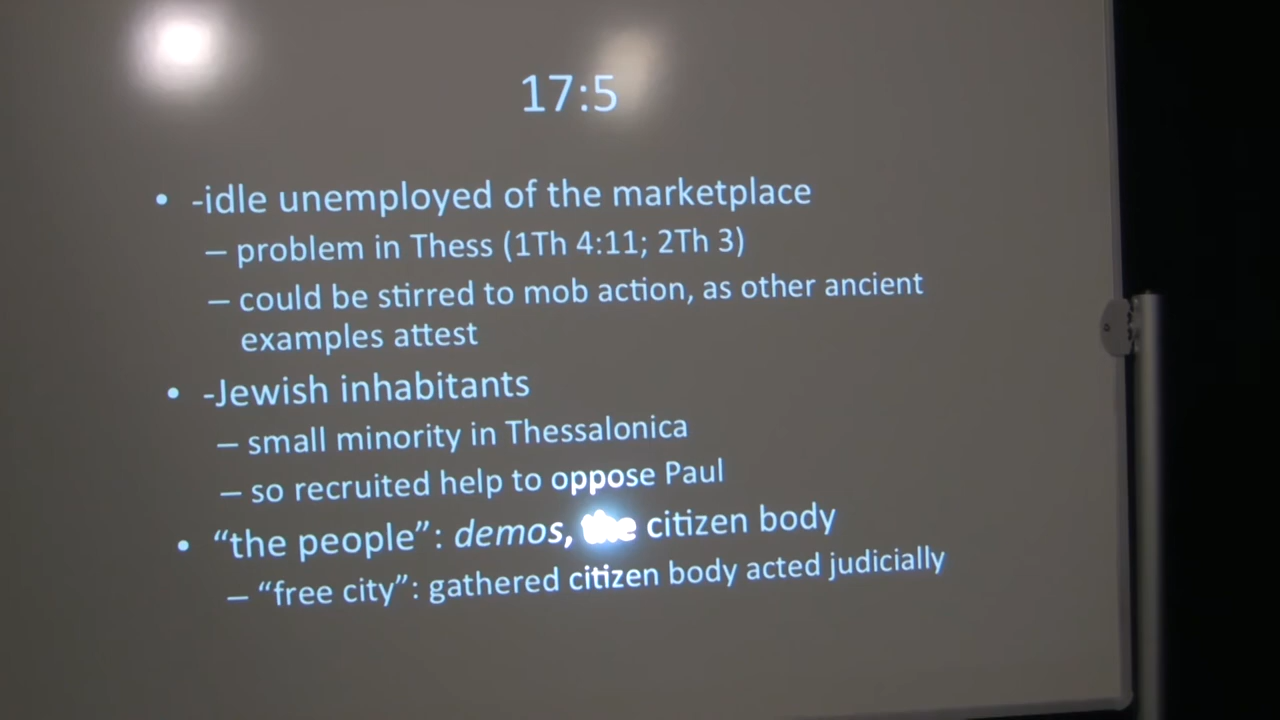 17:5
• -idle unemployed of the marketplace
– problem in Thess (1Th 4:11; 2Th 3)
– could be stirred to mob action, as other ancient
examples attest
• -Jewish inhabitants
– small minority in Thessalonica
– so recruited help to oppose Paul
• “the people”: demos, the citizen body
– “free city”: gathered citizen body acted judicially